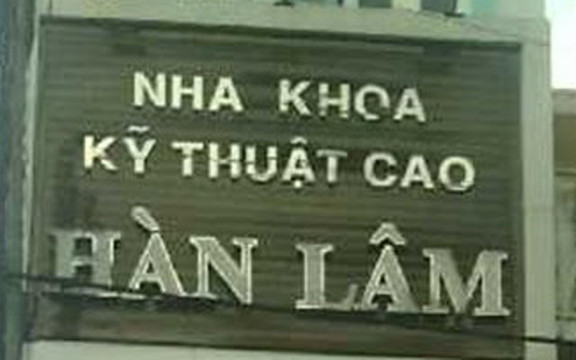 NHA KHOA
KỸ THUẬT CAO
HÀN LÂM